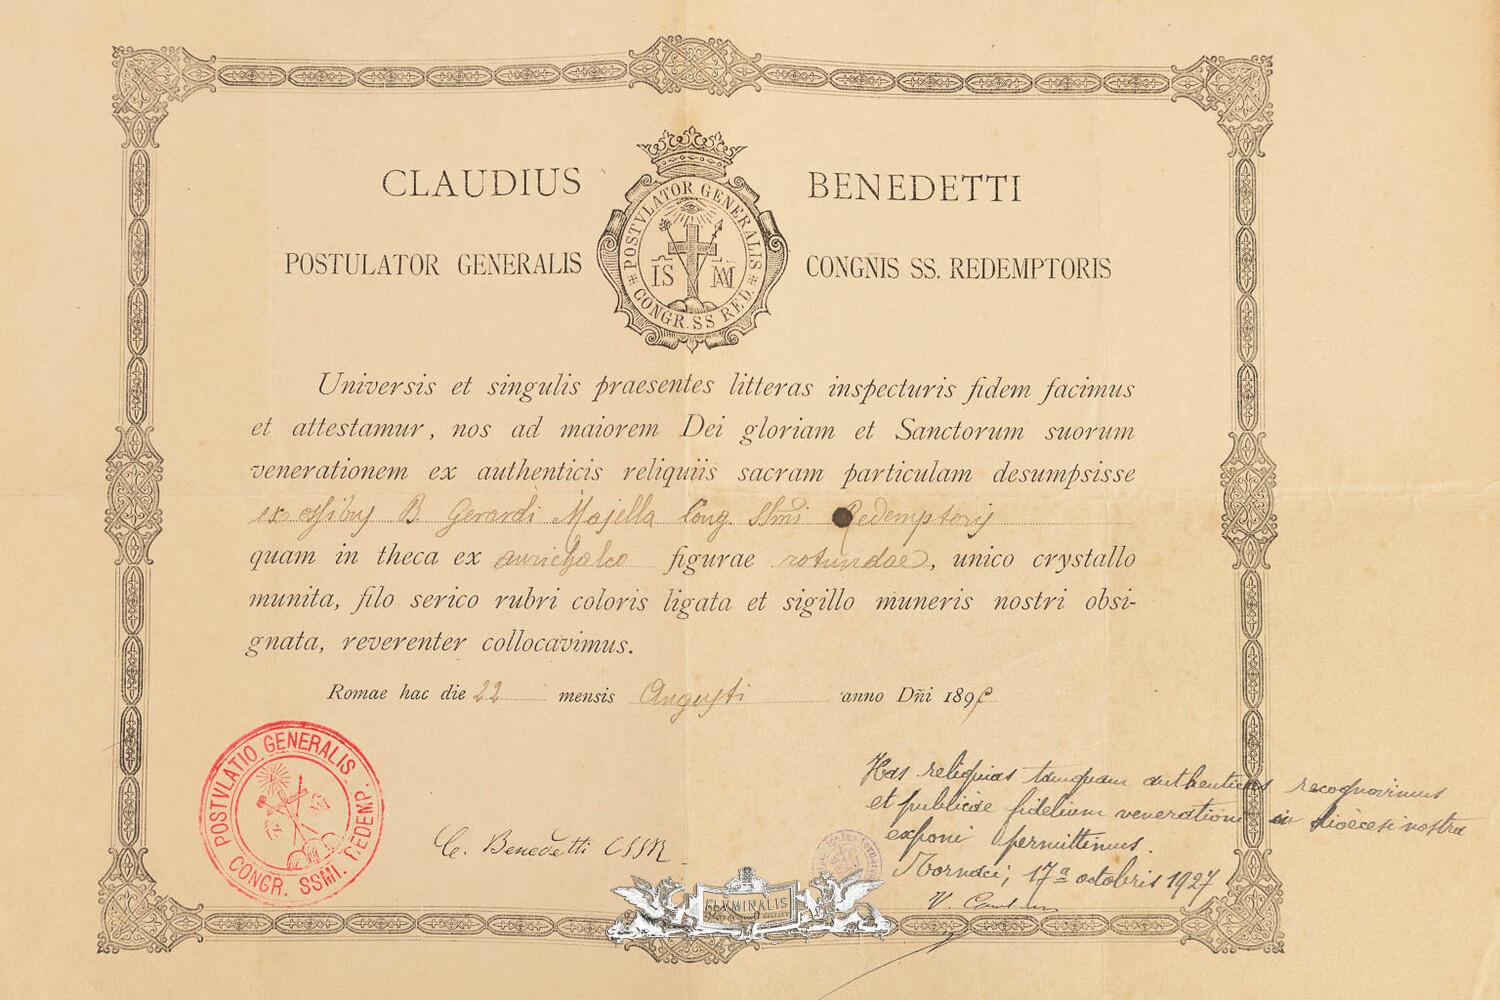 CLAUDIUS BENEDETTI
POSTULATOR GENERALIS CONGNIS SS. REDEMPTORIS
POSTVLATOR GENERALIS
IS M
* CONGR. SS RED. *
Universis et singulis praesentes litteras inspecturis fidem facimus
et attestamur, nos ad maiorem Dei gloriam et Sanctorum suorum
venerationem ex authenticis reliquiis sacram particulam desumpsisse
ex ossibus B. Gerardi Majella Cong. SSmi Redemptoris
quam in theca ex aurichalco figurae rotundae, unico crystallo
munita, filo serico rubri coloris ligata et sigillo muneris nostri obsi-
gnata, reverenter collocavimus.
Romae hac die 22 mensis Augusti anno Dñi 189
POSTVLATIO GENERALIS.
CONGR. SSMI. REDEMP.
C. Benedetti CSSR
Has reliquias tamquam authenticas recognovimus
et publicae fidelium venerationi in dioecesi nostra
exponi permittimus.
Tornaci, 17ª octobris 1927
V.
FLUMINALIS